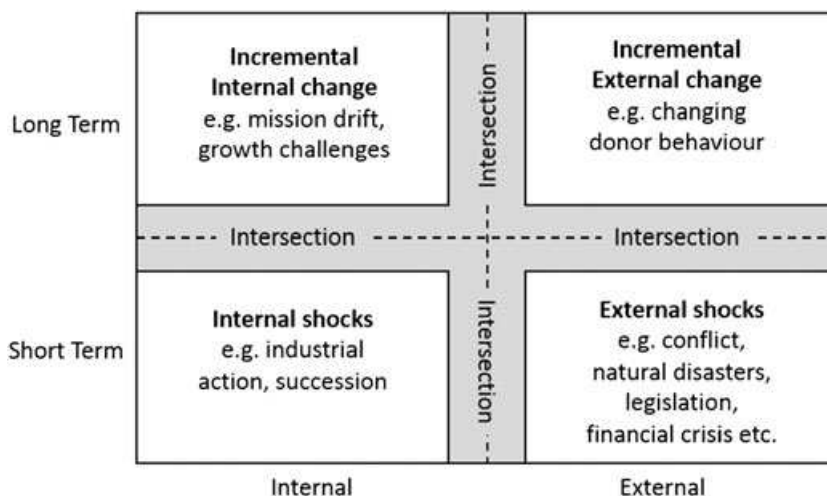 Long Term
Incremental
Internal change
e.g. mission drift,
growth challenges
Intersection
Incremental
External change
e.g. changing
donor behaviour
Intersection
Intersection
Short Term
Internal shocks
e.g. industrial
action, succession
Intersection
External shocks
e.g. conflict,
natural disasters,
legislation,
financial crisis etc.
Internal
External